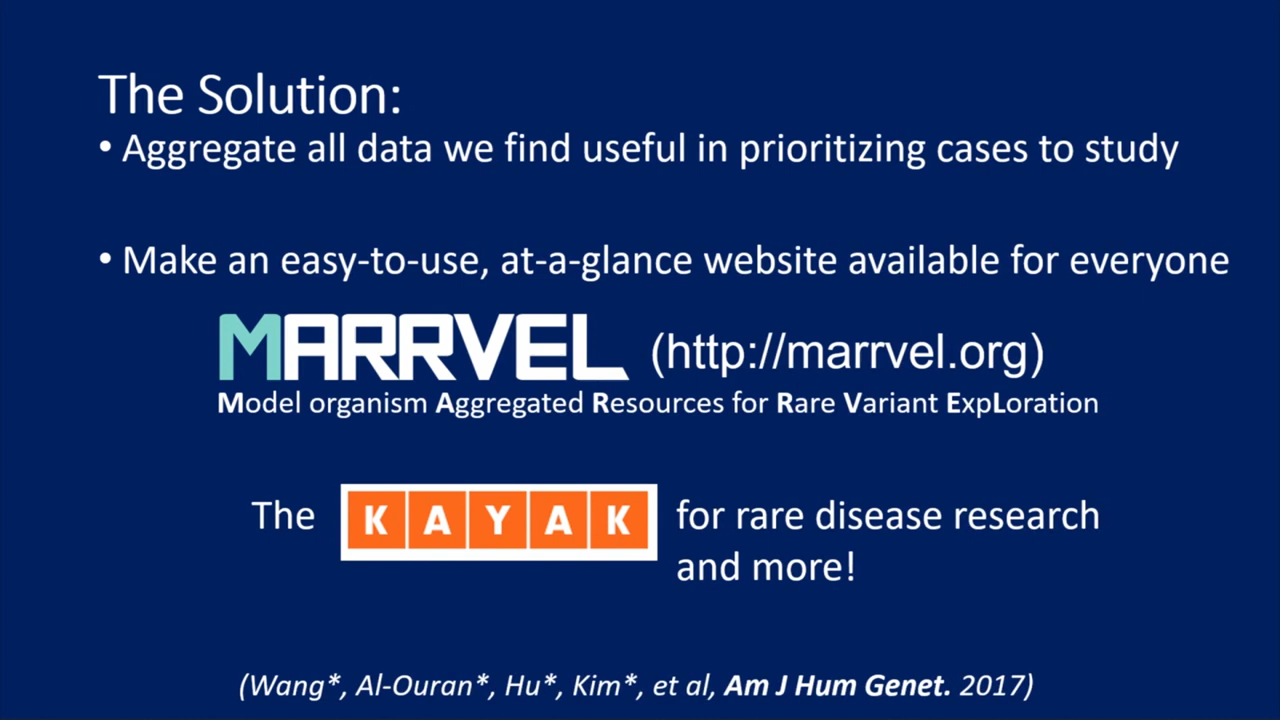 The Solution:
• Aggregate all data we find useful in prioritizing cases to study
• Make an easy-to-use, at-a-glance website available for everyone
MARRVEL (http://marrvel.org)
Model organism Aggregated Resources for Rare Variant ExpLoration
The KAYAK for rare disease research
and more!
(Wang*, Al-Ouran*, Hu*, Kim*, et al, Am J Hum Genet. 2017)